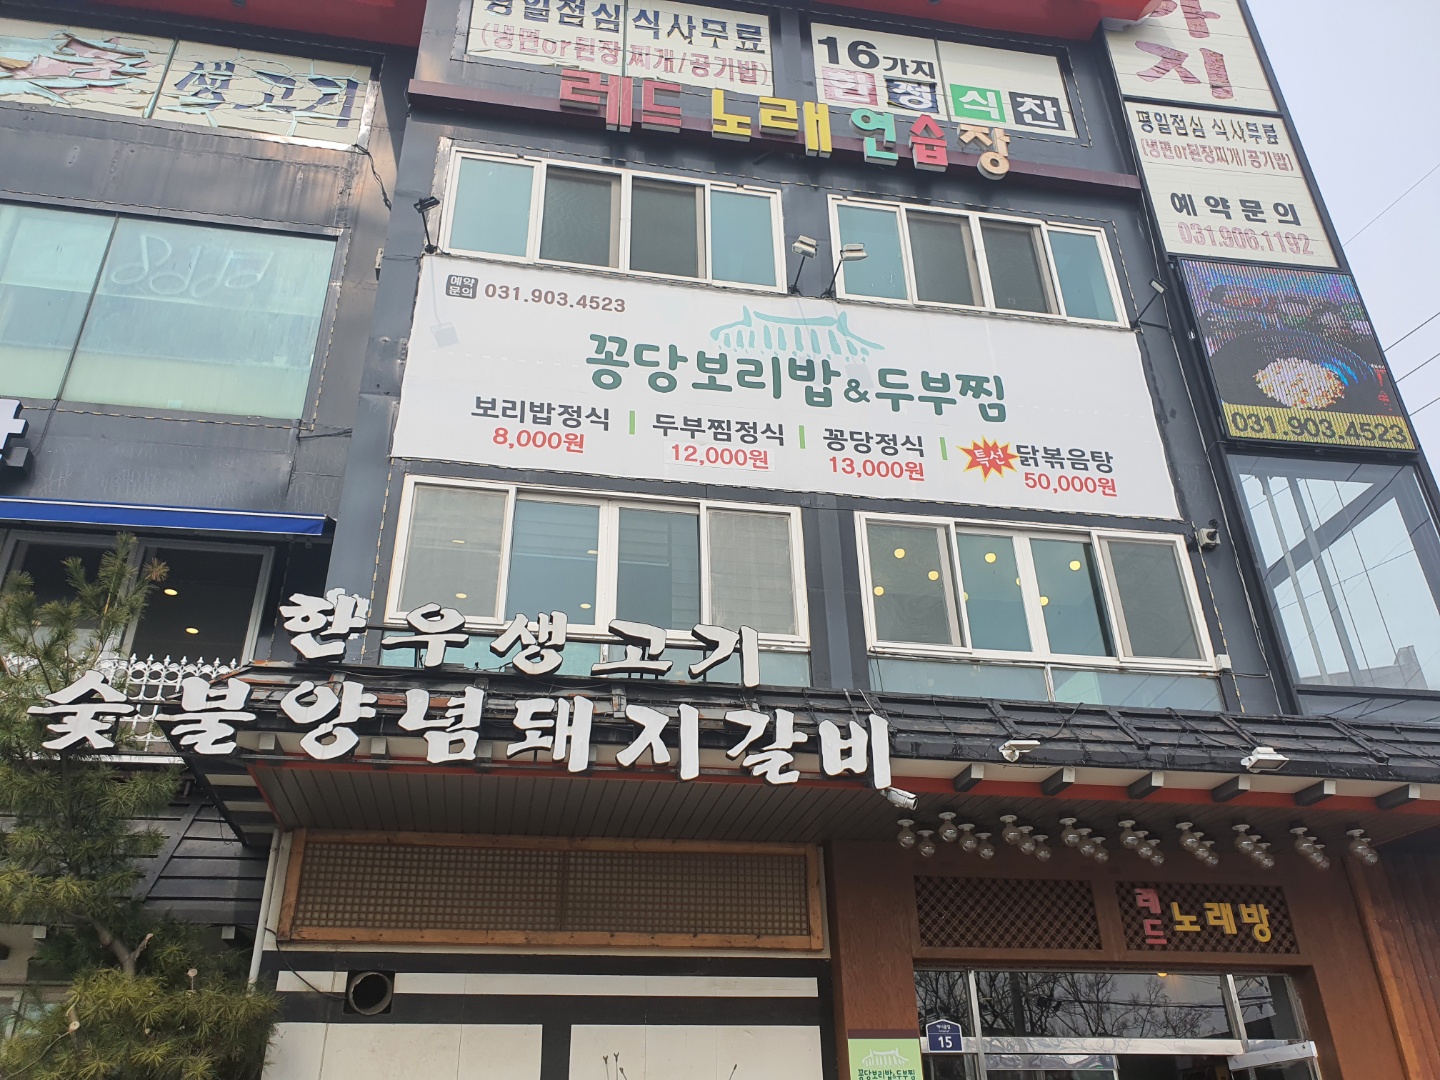 평일점심식사무료
(냉면or된장찌개/공기밥)
16가지
정식찬
생고기
레드 노래 연습장
가
지
평일점심 식사무료
(냉면or된장찌개/공기밥)
예약문의
031.906.1192
예약문의 031.903.4523
꽁당보리밥&두부찜
보리밥정식 | 두부찜정식 | 꽁당정식 | 특선 닭볶음탕
8,000원 12,000원 13,000원 50,000원
031.903.4523
한우생고기
숯불양념돼지갈비
레드 노래방
15
꽁당보리밥&두부찜